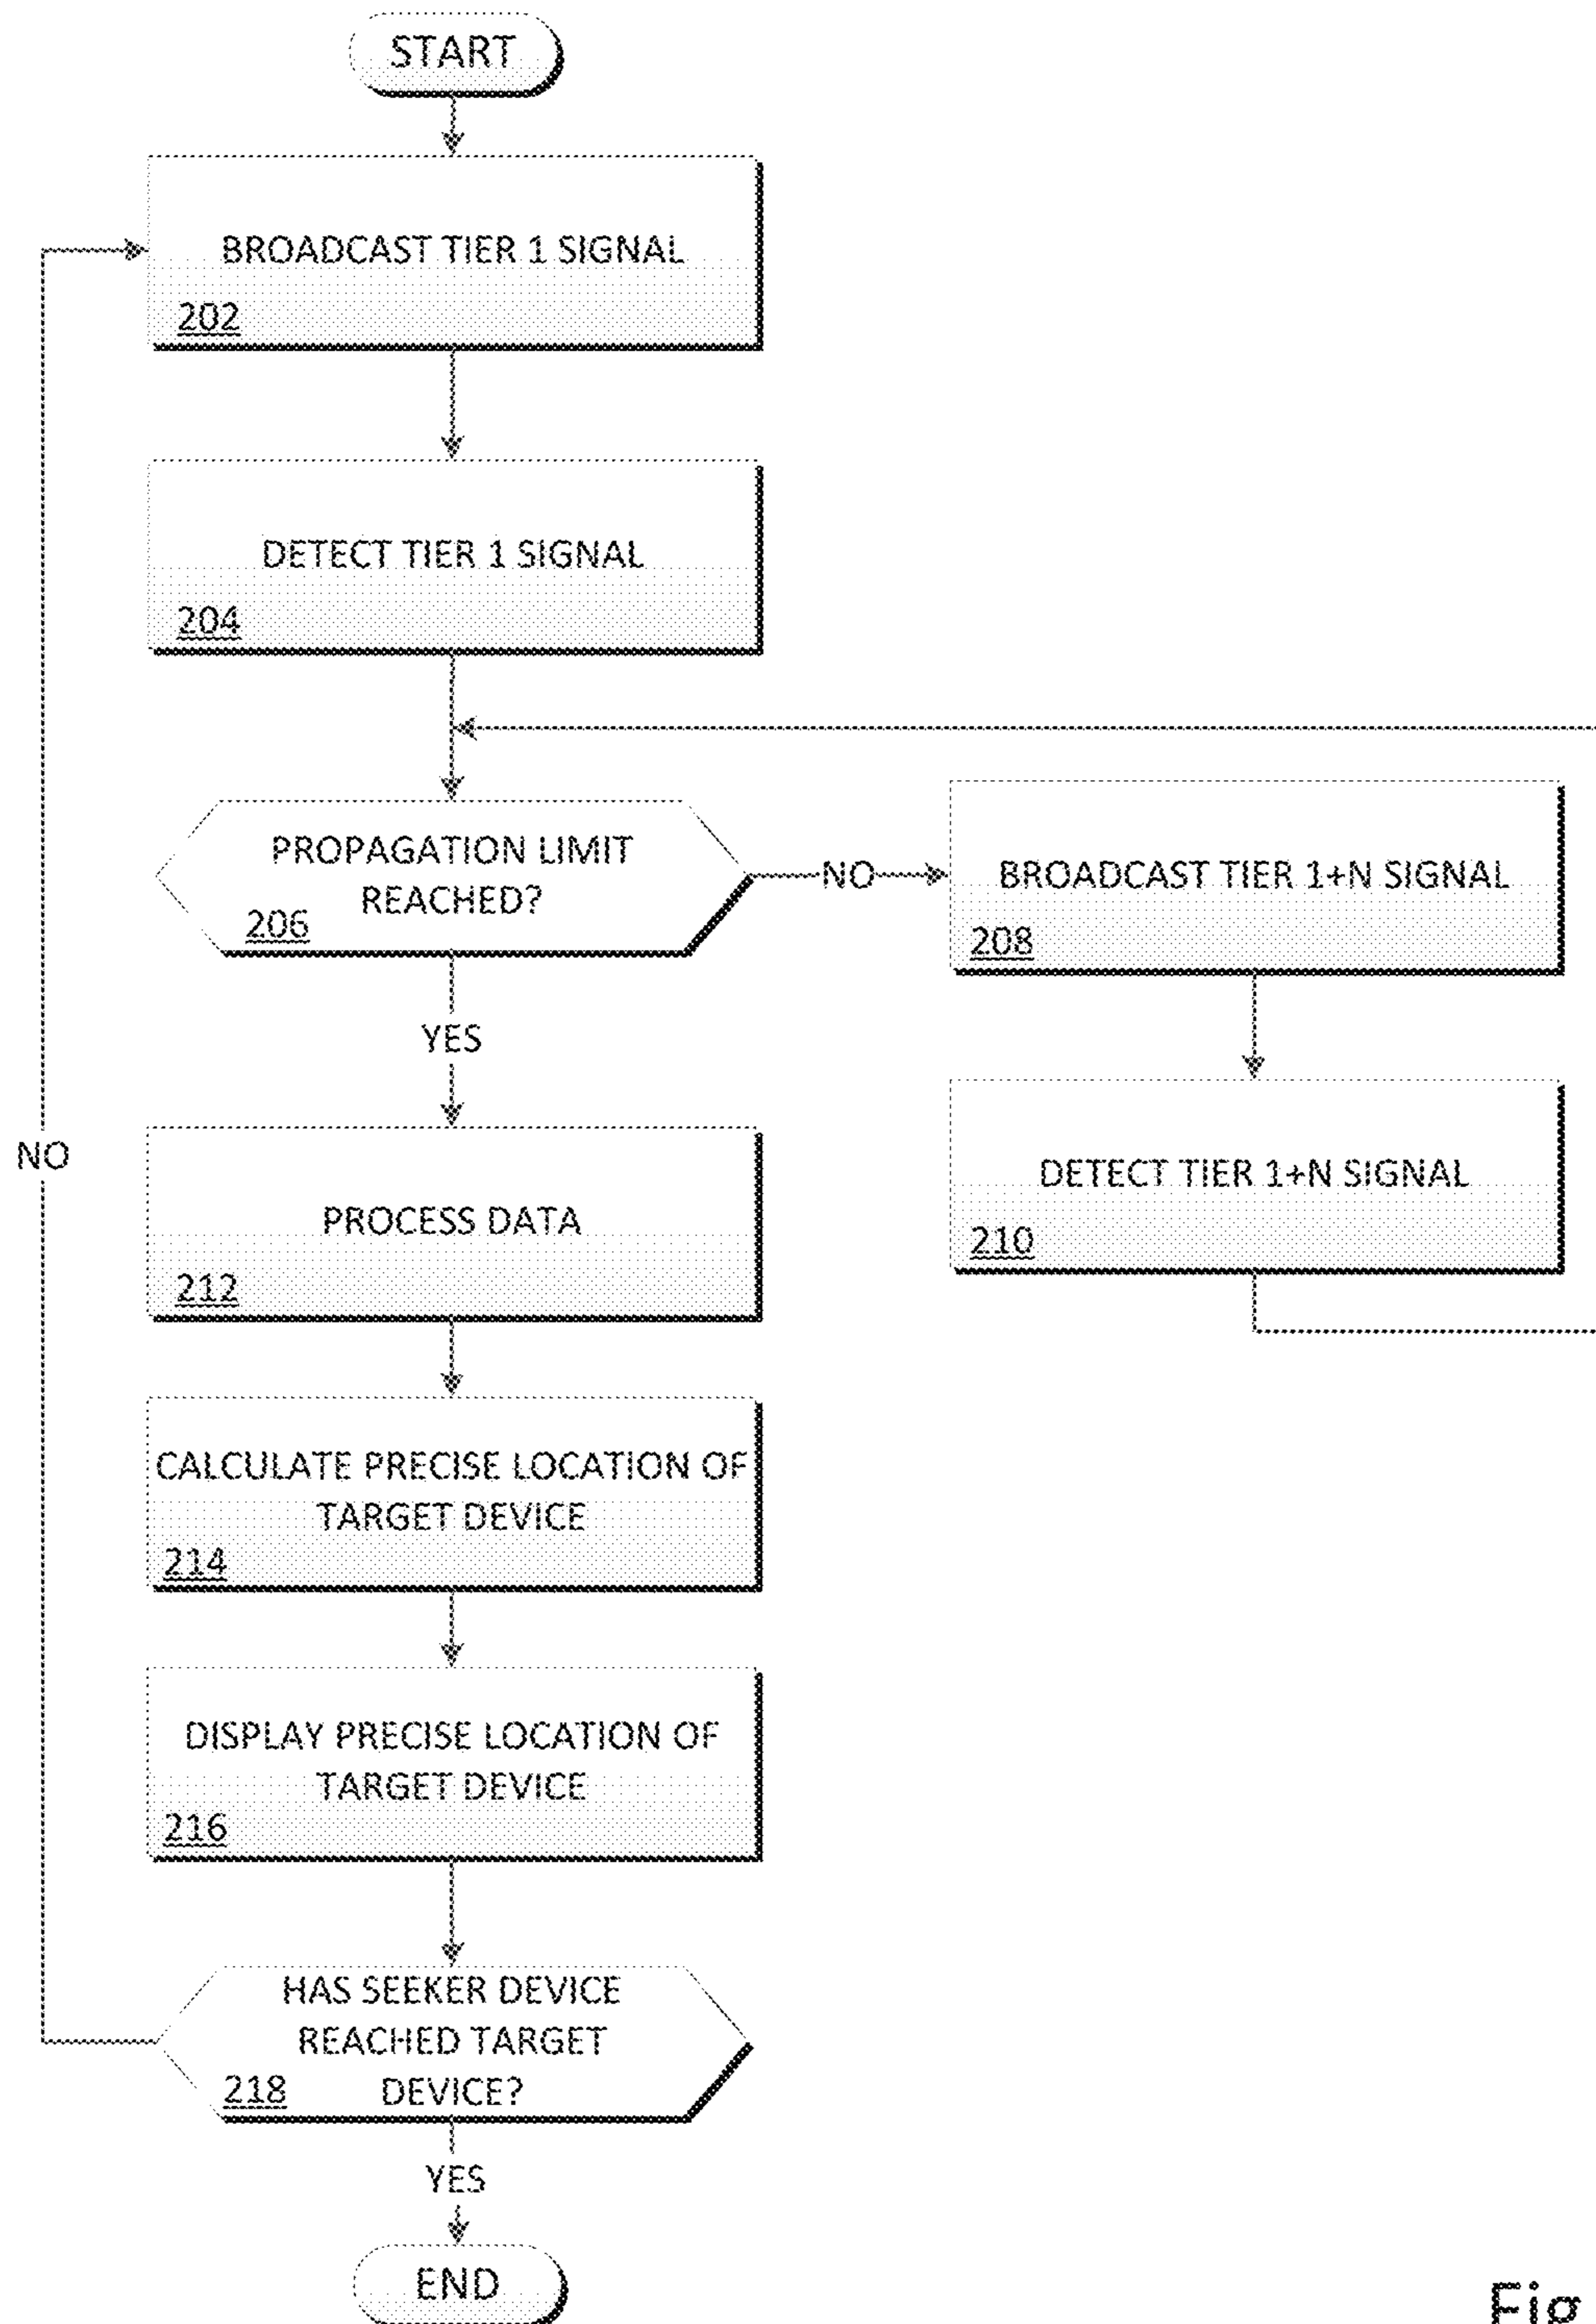 START
BROADCAST TIER 1 SIGNAL
202
DETECT TIER 1 SIGNAL
204
PROPAGATION LIMIT
REACHED?
206
NO
BROADCAST TIER 1+N SIGNAL
208
YES
DETECT TIER 1+N SIGNAL
210
NO
PROCESS DATA
212
CALCULATE PRECISE LOCATION OF
TARGET DEVICE
214
DISPLAY PRECISE LOCATION OF
TARGET DEVICE
216
HAS SEEKER DEVICE
REACHED TARGET
DEVICE?
218
YES
END
Fig